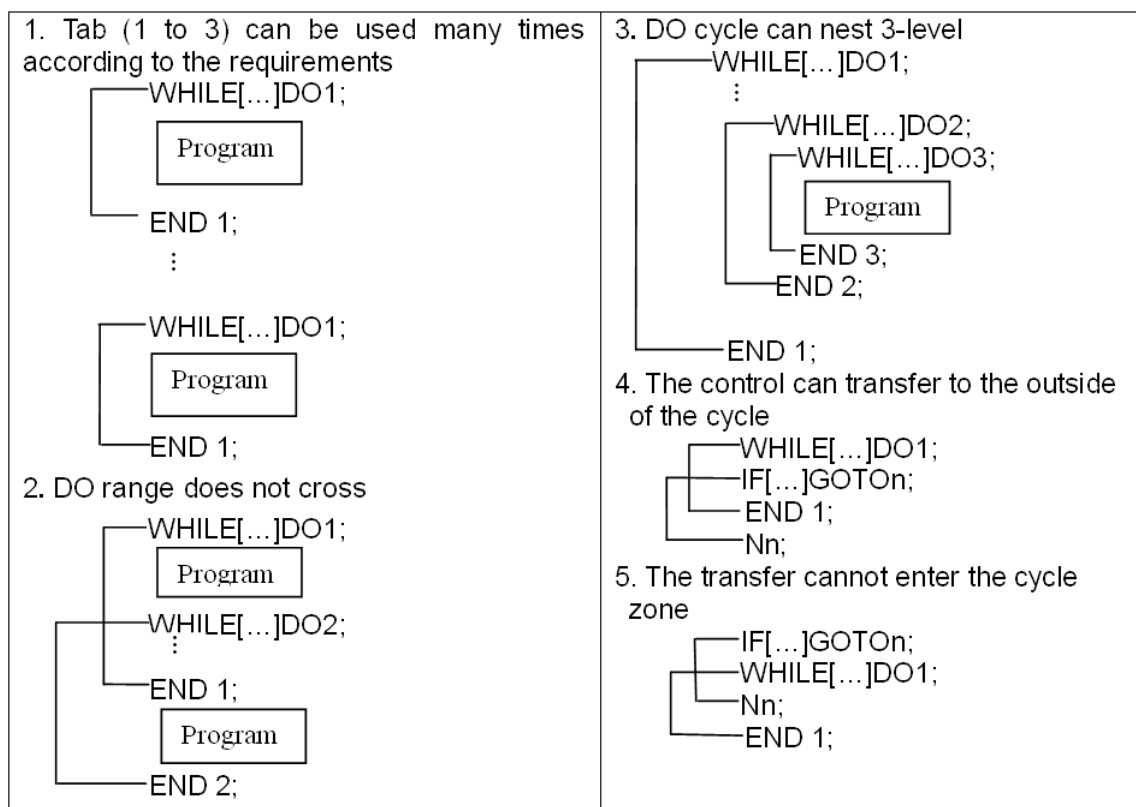 1. Tab (1 to 3) can be used many times
according to the requirements
WHILE[...]DO1;
Program
END 1;
⋮
WHILE[...]DO1;
Program
END 1;
2. DO range does not cross
WHILE[...]DO1;
Program
WHILE[...]DO2;
⋮
END 1;
Program
END 2;
3. DO cycle can nest 3-level
WHILE[...]DO1;
⋮
WHILE[...]DO2;
WHILE[...]DO3;
Program
END 3;
END 2;
END 1;
4. The control can transfer to the outside
of the cycle
WHILE[...]DO1;
IF[...]GOTOn;
END 1;
Nn;
5. The transfer cannot enter the cycle
zone
IF[...]GOTOn;
WHILE[...]DO1;
Nn;
END 1;